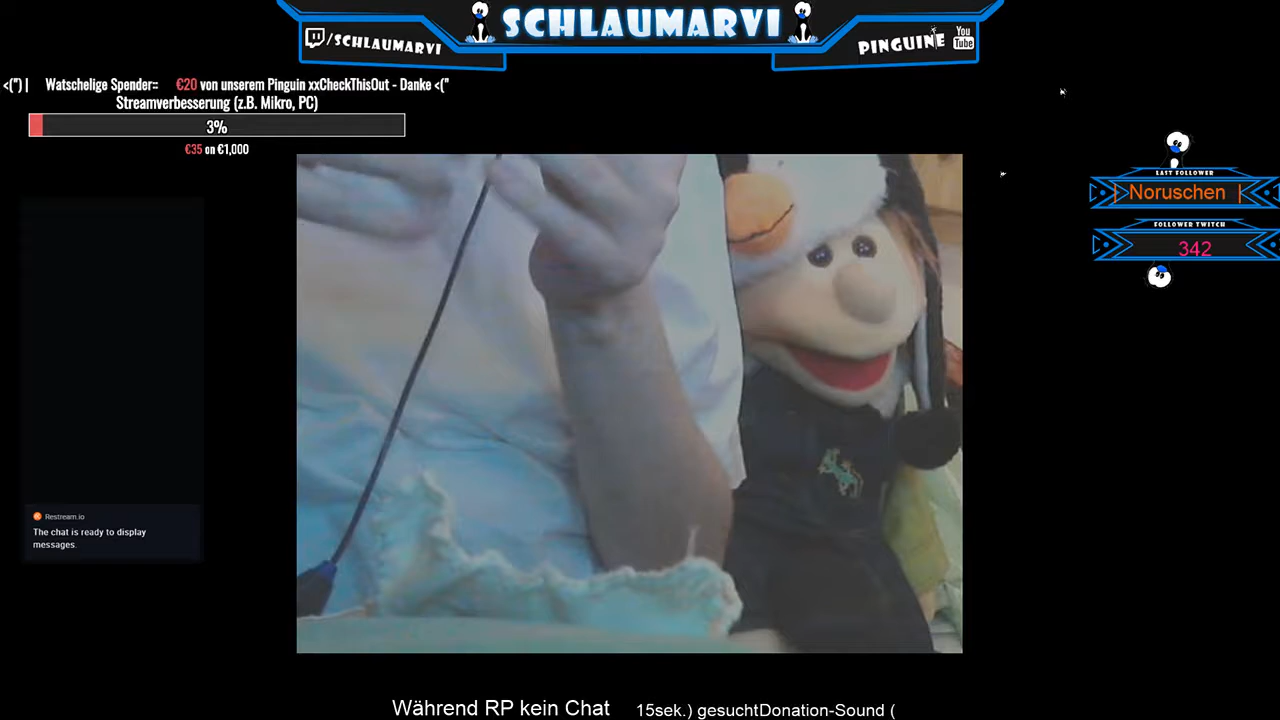 SCHLAUMARVI
/SCHLAUMARVI
PINGUINE
You
Tube
<(") | Watschelige Spender:: €20 von unserem Pinguin xxCheckThisOut - Danke <("
Streamverbesserung (z.B. Mikro, PC)
3%
€35 on €1,000
LAST FOLLOWER
| Noruschen |
FOLLOWER TWITCH
342
Restream.io
The chat is ready to display
messages.
Während RP kein Chat
15sek.) gesuchtDonation-Sound (